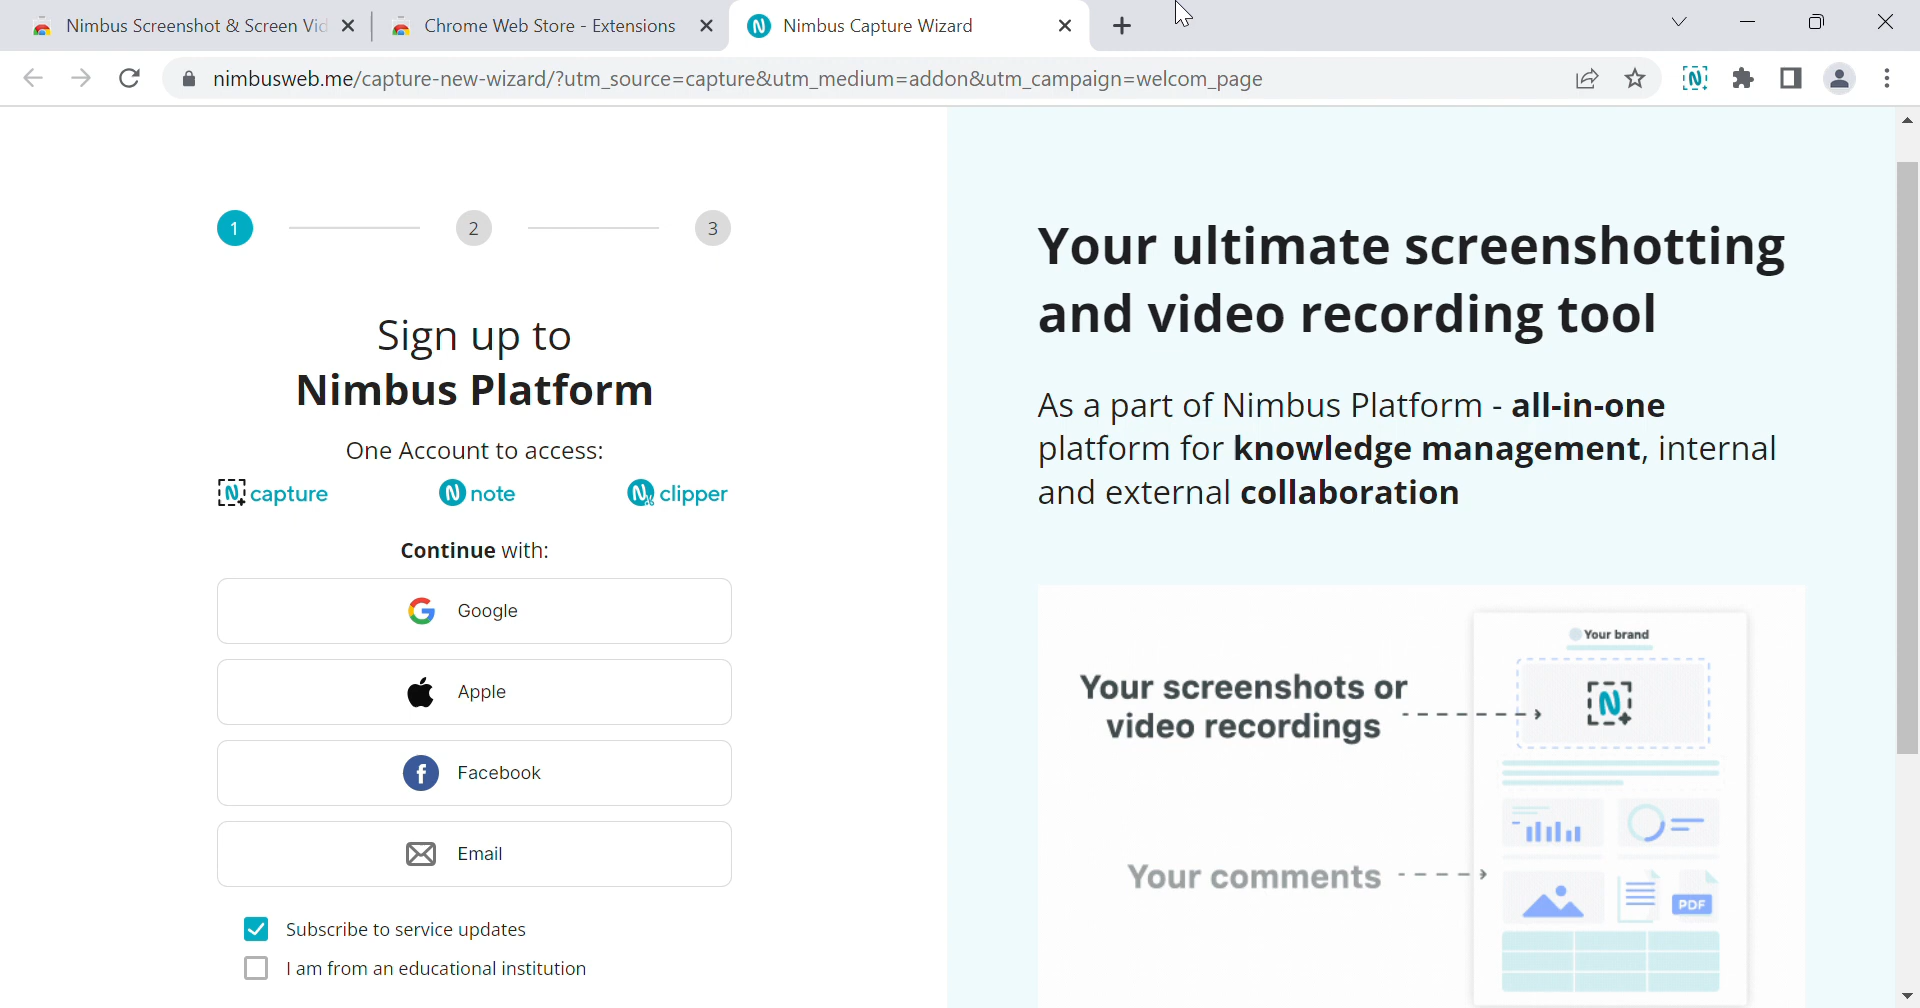 Nimbus Screenshot & Screen Vid
Chrome Web Store - Extensions
Nimbus Capture Wizard
nimbusweb.me/capture-new-wizard/?utm_source=capture&utm_medium=addon&utm_campaign=welcom_page
1
2
3
Sign up to
Nimbus Platform
One Account to access:
capture
note
clipper
Continue with:
Google
Apple
Facebook
Email
Subscribe to service updates
I am from an educational institution
Your ultimate screenshotting
and video recording tool
As a part of Nimbus Platform - all-in-one
platform for knowledge management, internal
and external collaboration
Your brand
Your screenshots or
video recordings
Your comments
PDF